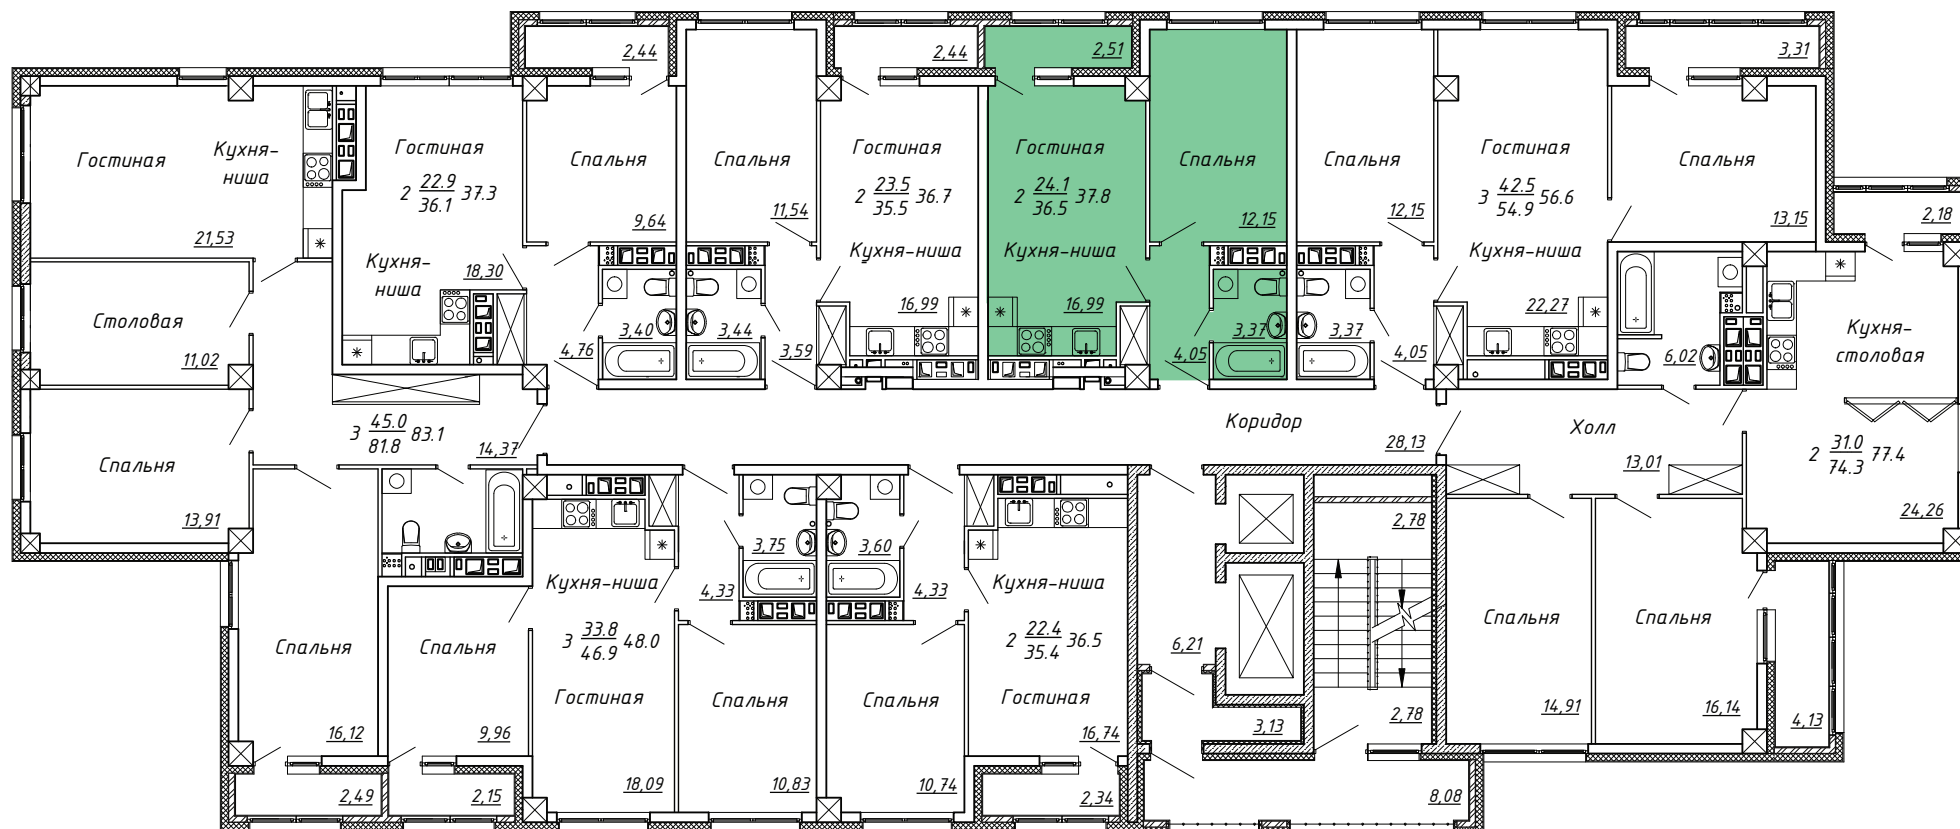 2,44
2,44
2,51
3,31
Гостиная
Кухня-
ниша
21,53
Гостиная
2 22.9 37.3
36.1
Кухня-
ниша
18,30
Спальня
9,64
Спальня
11,54
Гостиная
2 23.5 36.7
35.5
Кухня-ниша
16,99
Гостиная
2 24.1 37.8
36.5
Кухня-ниша
16,99
Спальня
12,15
Спальня
12,15
Гостиная
3 42.5 56.6
54.9
Кухня-ниша
22,27
Спальня
13,15
2,18
Столовая
11,02
4,76
3,40
3,44
3,59
3,37
4,05
3,37
4,05
6,02
Кухня-
столовая
3 45.0 83.1
81.8
14,37
Коридор
28,13
Холл
13,01
2 31.0 77.4
74.3
24,26
Спальня
13,91
3,75
3,60
2,78
Кухня-ниша
4,33
4,33
Кухня-ниша
3 33.8 48.0
46.9
2 22.4 36.5
35.4
6,21
Спальня
16,12
Спальня
9,96
Гостиная
18,09
Спальня
10,83
Спальня
10,74
Гостиная
16,74
3,13
2,78
Спальня
14,91
Спальня
16,14
4,13
2,49
2,15
2,34
8,08